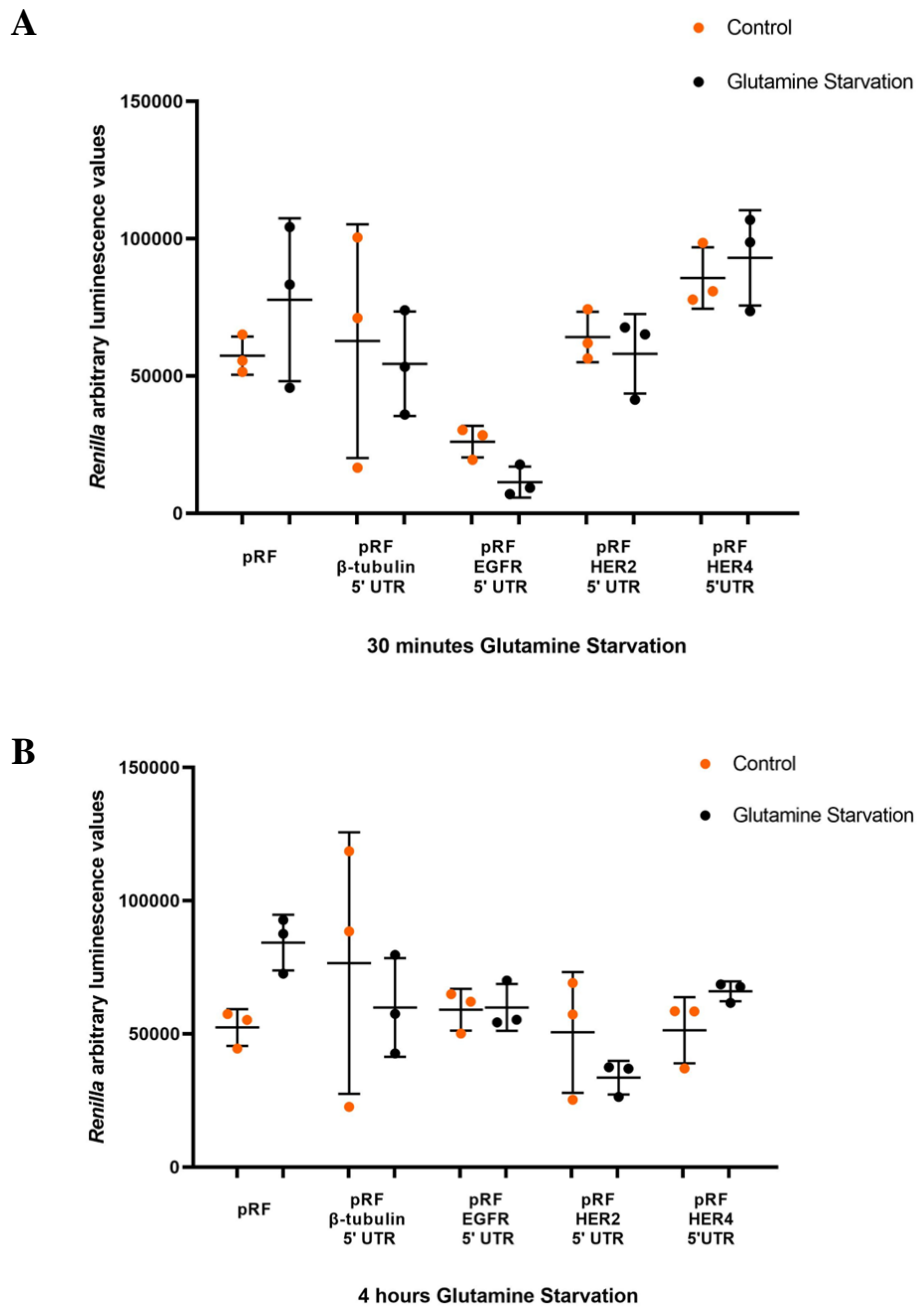 A
Control
Glutamine Starvation
150000
100000
50000
0
Renilla arbitrary luminescence values
pRF
pRF
β-tubulin
5' UTR
pRF
EGFR
5' UTR
pRF
HER2
5' UTR
pRF
HER4
5'UTR
30 minutes Glutamine Starvation
B
Control
Glutamine Starvation
150000
100000
50000
0
Renilla arbitrary luminescence values
pRF
pRF
β-tubulin
5' UTR
pRF
EGFR
5' UTR
pRF
HER2
5' UTR
pRF
HER4
5'UTR
4 hours Glutamine Starvation